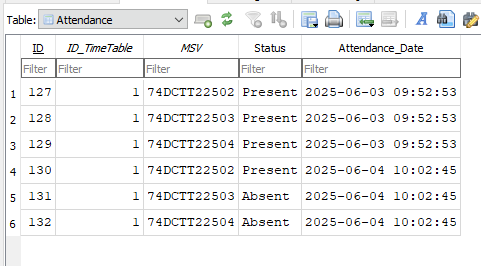 Table: Attendance
ID ID_TimeTable MSV Status Attendance_Date
Filter Filter Filter Filter Filter
1 127 1 74DCTT22502 Present 2025-06-03 09:52:53
2 128 1 74DCTT22503 Present 2025-06-03 09:52:53
3 129 1 74DCTT22504 Present 2025-06-03 09:52:53
4 130 1 74DCTT22502 Present 2025-06-04 10:02:45
5 131 1 74DCTT22503 Absent 2025-06-04 10:02:45
6 132 1 74DCTT22504 Absent 2025-06-04 10:02:45